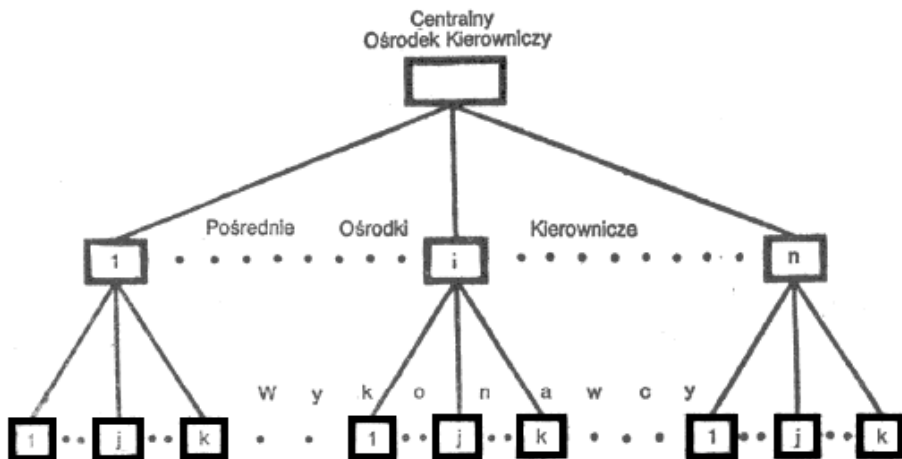 Centralny
Ośrodek Kierowniczy
Pośrednie Ośrodki Kierownicze
1 i n
W y k o n a w c y
1 j k 1 j k 1 j k